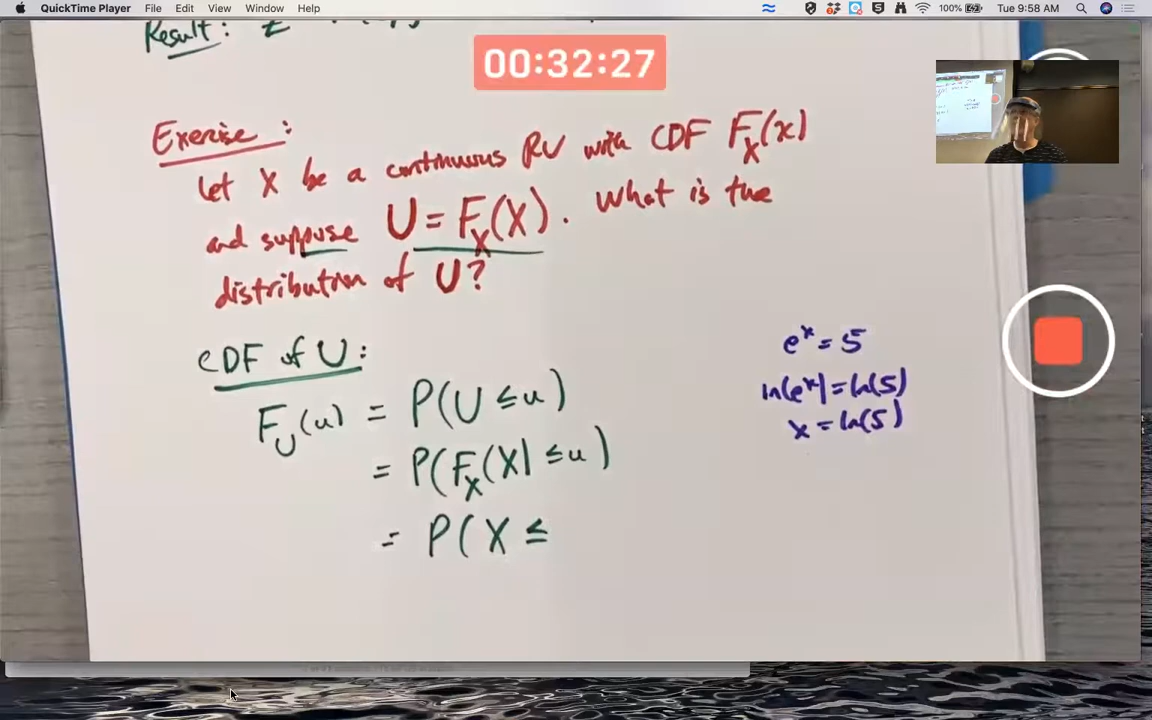 QuickTime Player File Edit View Window Help 100% Tue 9:58 AM
Result:
00:32:27
Exercise:
Let X be a continuous RV with CDF F_X(x)
and suppose U = F_X(X). What is the
distribution of U?
CDF of U:
F_U(u) = P(U ≤ u)
= P(F_X(X) ≤ u)
= P(X ≤
e^x = 5
ln(e^x) = ln(5)
x = ln(5)